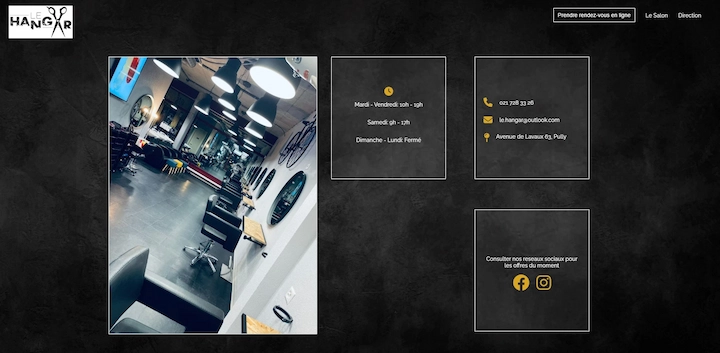 LE
HANGAR
Prendre rendez-vous en ligne
Le Salon
Direction
Mardi - Vendredi: 10h - 19h
Samedi: 9h - 17h
Dimanche - Lundi: Fermé
021 728 33 26
le.hangar@outlook.com
Avenue de Lavaux 63, Pully
Consulter nos reseaux sociaux pour
les offres du moment